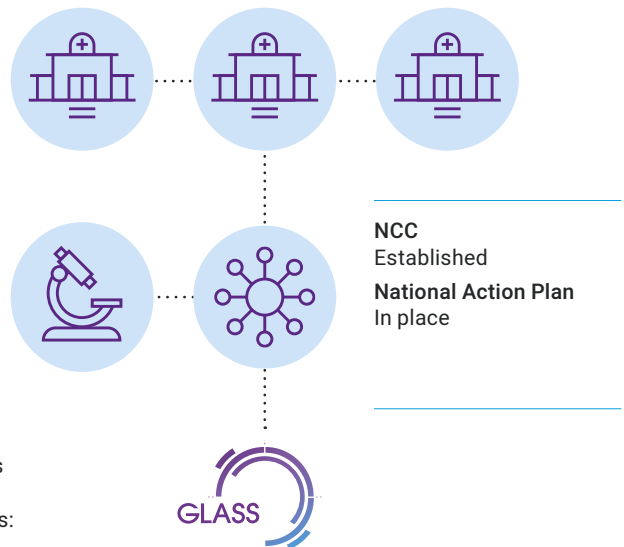 NCC
Established
National Action Plan
In place
s
s:
GLASS